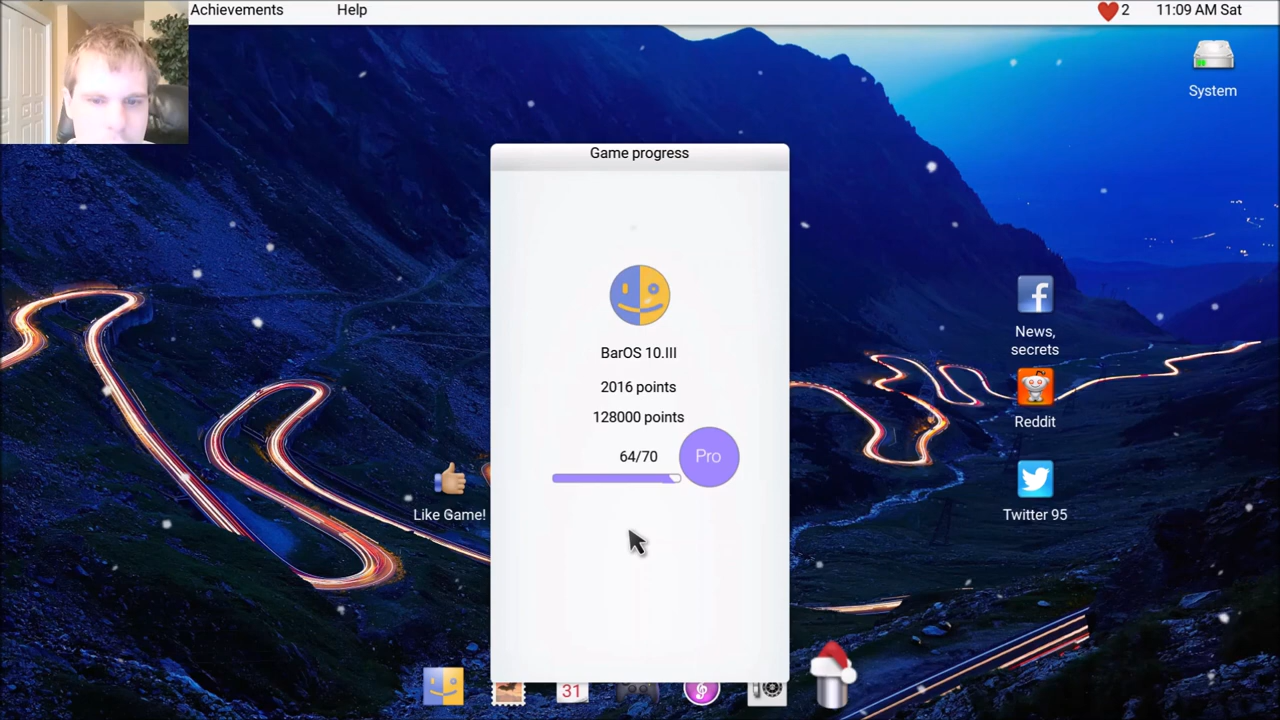 Achievements Help 2 11:09 AM Sat
System
Game progress
BarOS 10.III
2016 points
128000 points
64/70 Pro
News,
secrets
Reddit
Like Game!
Twitter 95
31